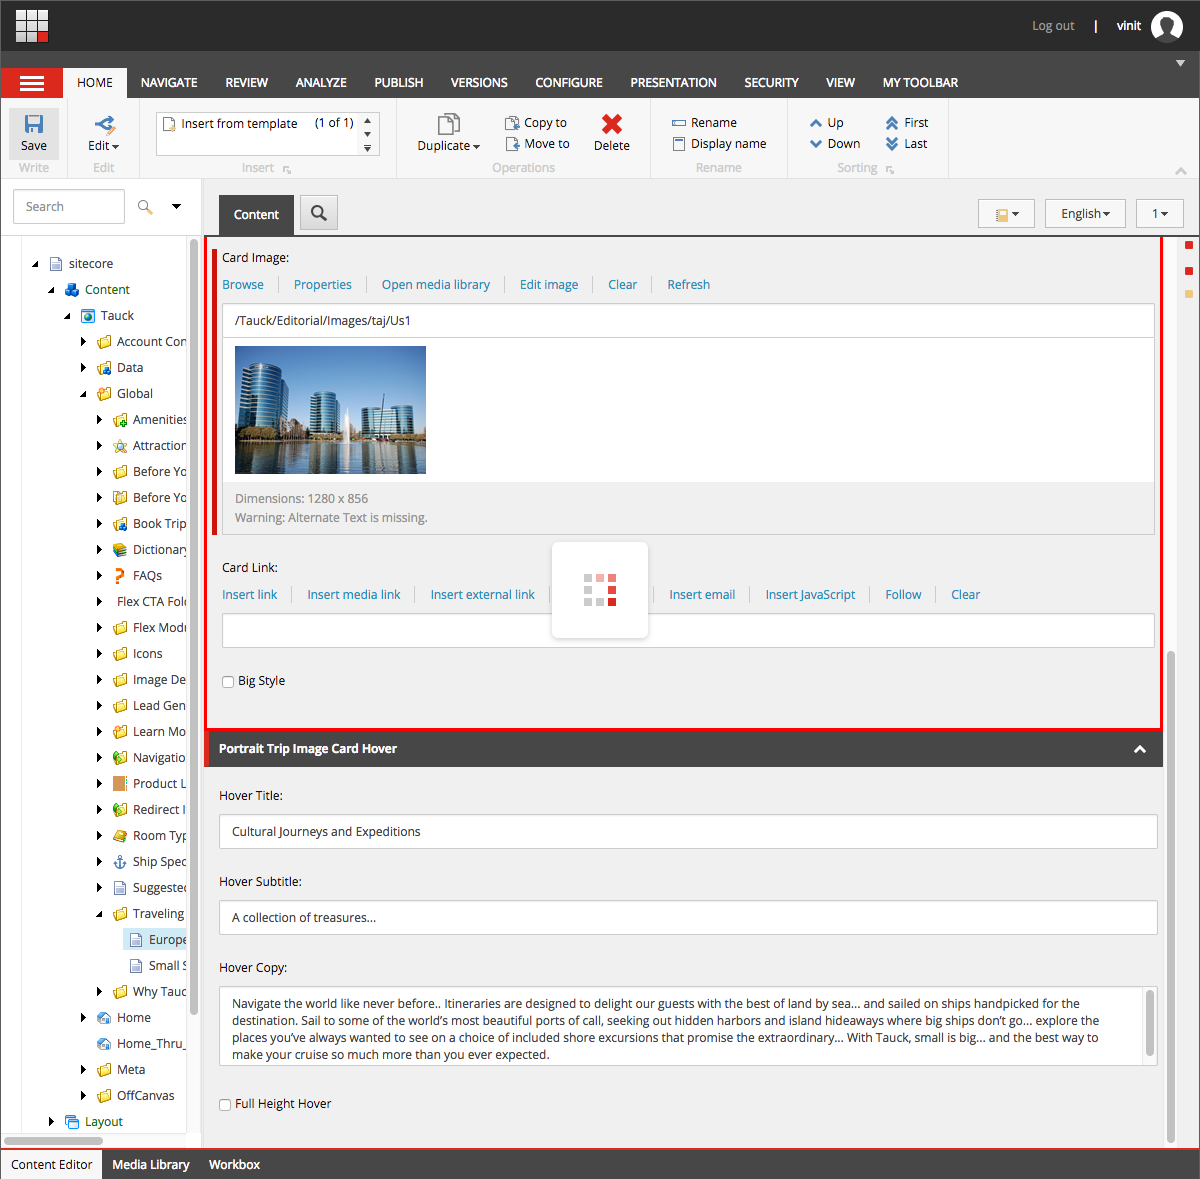 Log out | vinit
HOME NAVIGATE REVIEW ANALYZE PUBLISH VERSIONS CONFIGURE PRESENTATION SECURITY VIEW MY TOOLBAR
Save
Write
Edit
Edit
Insert from template (1 of 1)
Insert
Duplicate
Copy to
Move to
Delete
Operations
Rename
Display name
Rename
Up First
Down Last
Sorting
Search
Content
English
1
sitecore
Content
Tauck
Account Con
Data
Global
Amenities
Attraction
Before Yo
Before Yo
Book Trip
Dictionary
FAQs
Flex CTA Fol
Flex Modu
Icons
Image De
Lead Gen
Learn Mo
Navigatio
Product L
Redirect I
Room Typ
Ship Spec
Suggested
Traveling
Europe
Small S
Why Tauc
Home
Home_Thru_
Meta
OffCanvas
Layout
Card Image:
Browse Properties Open media library Edit image Clear Refresh
/Tauck/Editorial/Images/taj/Us1
Dimensions: 1280 x 856
Warning: Alternate Text is missing.
Card Link:
Insert link Insert media link Insert external link Insert email Insert JavaScript Follow Clear
Big Style
Portrait Trip Image Card Hover
Hover Title:
Cultural Journeys and Expeditions
Hover Subtitle:
A collection of treasures...
Hover Copy:
Navigate the world like never before.. Itineraries are designed to delight our guests with the best of land by sea... and sailed on ships handpicked for the
destination. Sail to some of the world's most beautiful ports of call, seeking out hidden harbors and island hideaways where big ships don't go... explore the
places you've always wanted to see on a choice of included shore excursions that promise the extraordinary... With Tauck, small is big... and the best way to
make your cruise so much more than you ever expected.
Full Height Hover
Content Editor Media Library Workbox